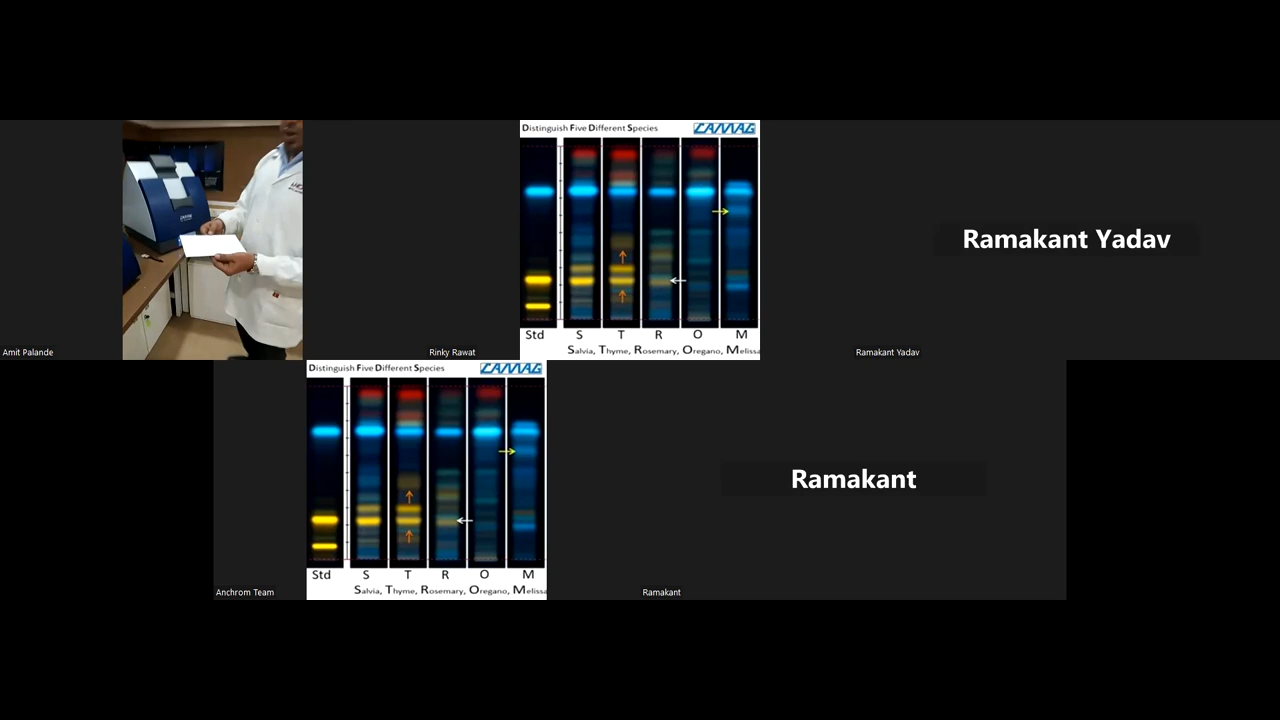 Distinguish Five Different Species
CAMAG
Std S T R O M
Salvia, Thyme, Rosemary, Oregano, Melissa
Ramakant Yadav
Amit Palande
Rinky Rawat
Ramakant Yadav
Distinguish Five Different Species
CAMAG
Std S T R O M
Salvia, Thyme, Rosemary, Oregano, Melissa
Ramakant
Anchrom Team
Ramakant